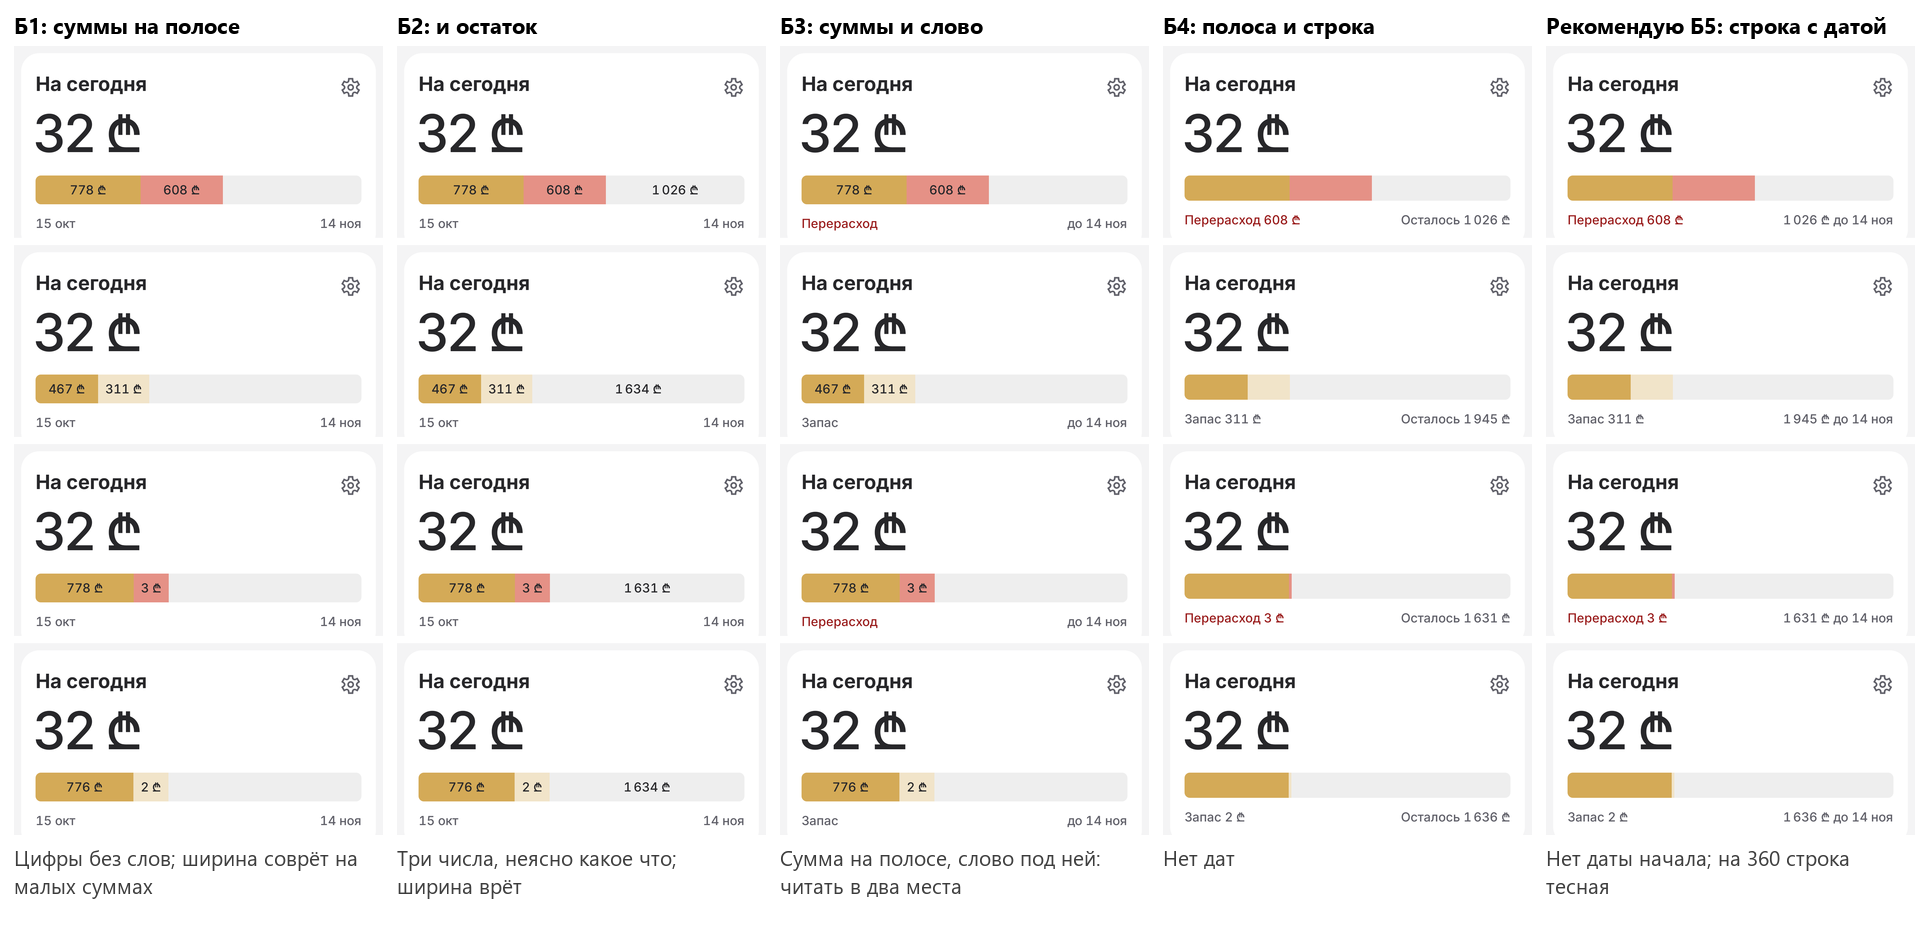 Б1: суммы на полосе
Б2: и остаток
Б3: суммы и слово
Б4: полоса и строка
Рекомендую Б5: строка с датой
На сегодня
32 ₾
778 ₾ 608 ₾
15 окт 14 ноя
На сегодня
32 ₾
778 ₾ 608 ₾ 1 026 ₾
15 окт 14 ноя
На сегодня
32 ₾
778 ₾ 608 ₾
Перерасход до 14 ноя
На сегодня
32 ₾
Перерасход 608 ₾ Осталось 1 026 ₾
На сегодня
32 ₾
Перерасход 608 ₾ 1 026 ₾ до 14 ноя
На сегодня
32 ₾
467 ₾ 311 ₾
15 окт 14 ноя
На сегодня
32 ₾
467 ₾ 311 ₾ 1 634 ₾
15 окт 14 ноя
На сегодня
32 ₾
467 ₾ 311 ₾
Запас до 14 ноя
На сегодня
32 ₾
Запас 311 ₾ Осталось 1 945 ₾
На сегодня
32 ₾
Запас 311 ₾ 1 945 ₾ до 14 ноя
На сегодня
32 ₾
778 ₾ 3 ₾
15 окт 14 ноя
На сегодня
32 ₾
778 ₾ 3 ₾ 1 631 ₾
15 окт 14 ноя
На сегодня
32 ₾
778 ₾ 3 ₾
Перерасход до 14 ноя
На сегодня
32 ₾
Перерасход 3 ₾ Осталось 1 631 ₾
На сегодня
32 ₾
Перерасход 3 ₾ 1 631 ₾ до 14 ноя
На сегодня
32 ₾
776 ₾ 2 ₾
15 окт 14 ноя
На сегодня
32 ₾
776 ₾ 2 ₾ 1 634 ₾
15 окт 14 ноя
На сегодня
32 ₾
776 ₾ 2 ₾
Запас до 14 ноя
На сегодня
32 ₾
Запас 2 ₾ Осталось 1 636 ₾
На сегодня
32 ₾
Запас 2 ₾ 1 636 ₾ до 14 ноя
Цифры без слов; ширина соврёт на
малых суммах
Три числа, неясно какое что;
ширина врёт
Сумма на полосе, слово под ней:
читать в два места
Нет дат
Нет даты начала; на 360 строка
тесная